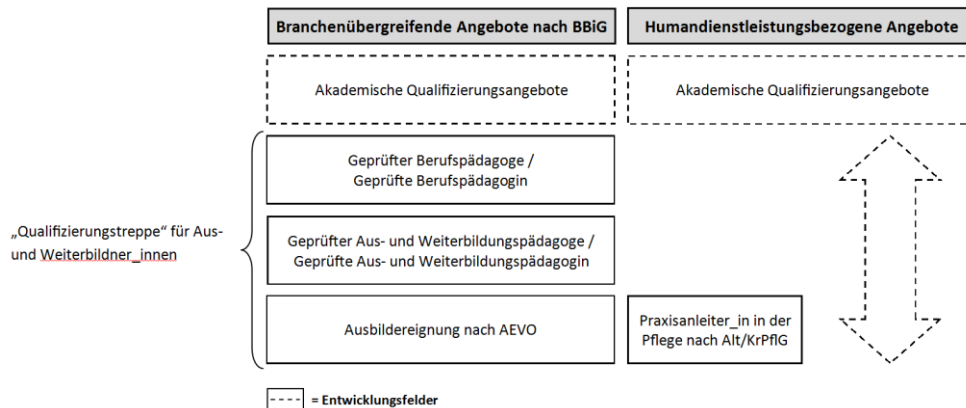 Branchenübergreifende Angebote nach BBiG
Humandienstleistungsbezogene Angebote
Akademische Qualifizierungsangebote
Akademische Qualifizierungsangebote
Geprüfter Berufspädagoge /
Geprüfte Berufspädagogin
„Qualifizierungstreppe“ für Aus-
und Weiterbildner_innen
Geprüfter Aus- und Weiterbildungspädagoge /
Geprüfte Aus- und Weiterbildungspädagogin
Ausbildereignung nach AEVO
Praxisanleiter_in in der
Pflege nach Alt/KrPflG
= Entwicklungsfelder